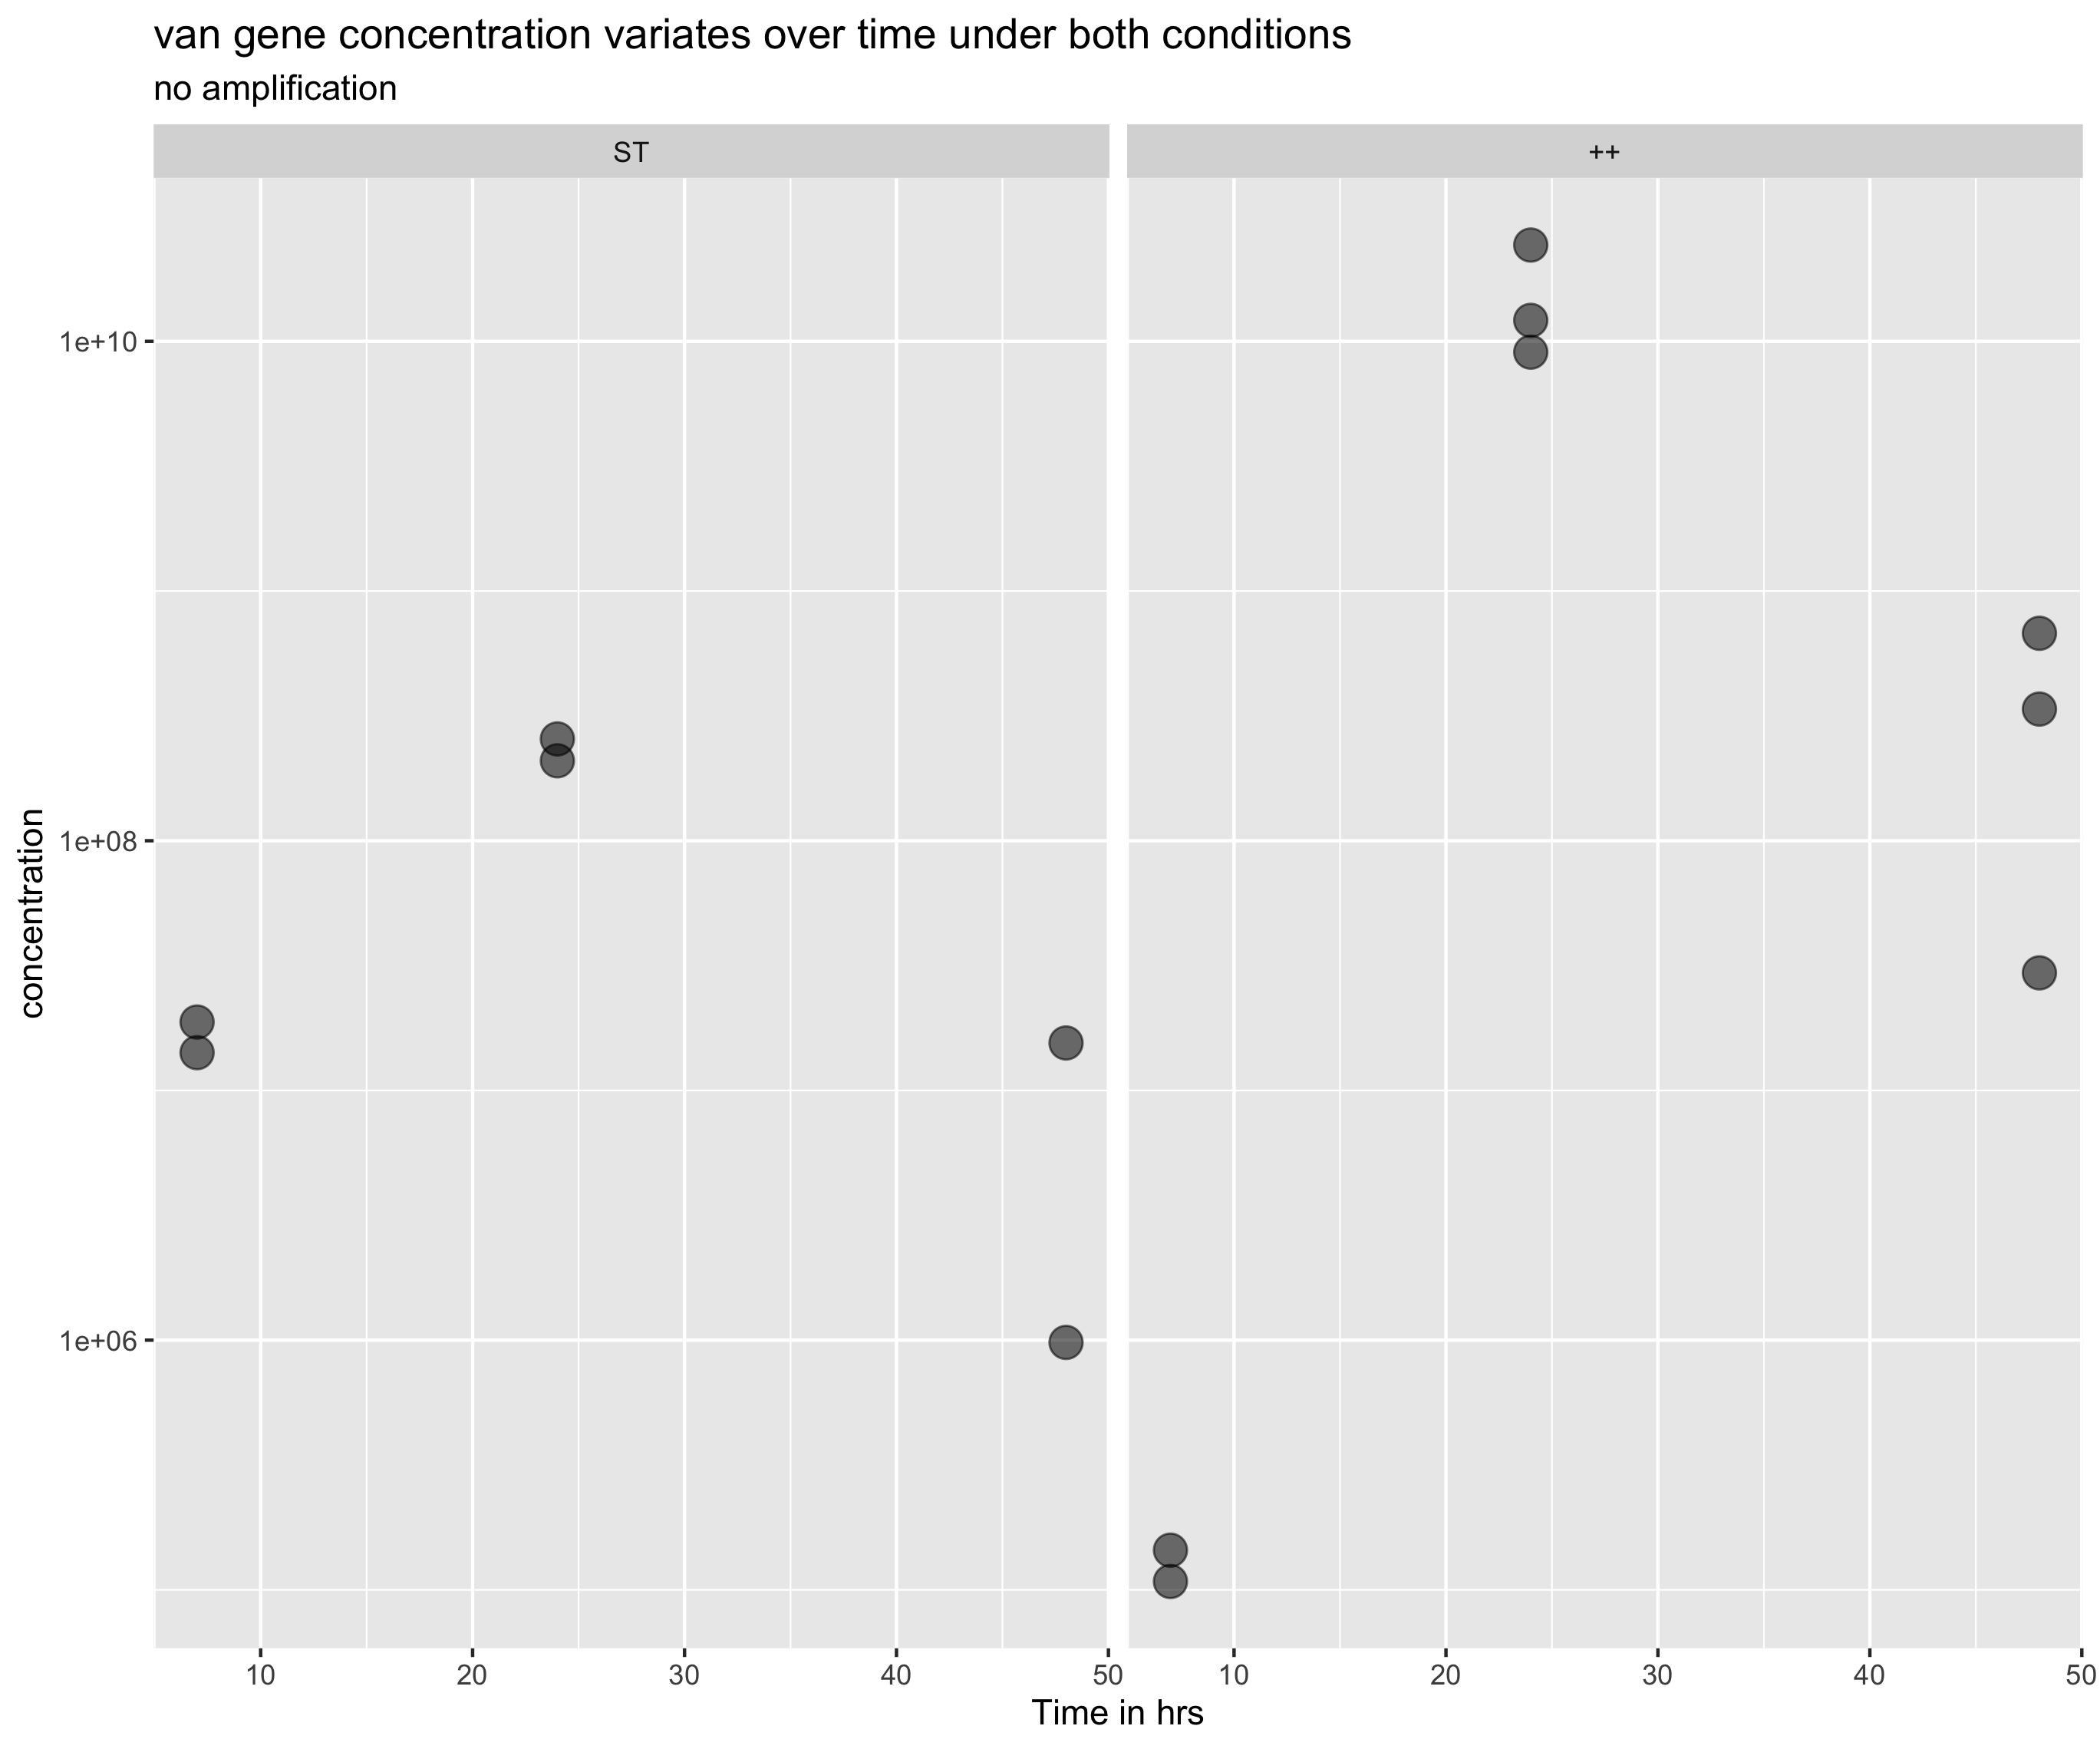 van gene concentration variates over time under both conditions
no amplification
ST
++
1e+10
1e+08
1e+06
concentration
10 20 30 40 50
10 20 30 40 50
Time in hrs